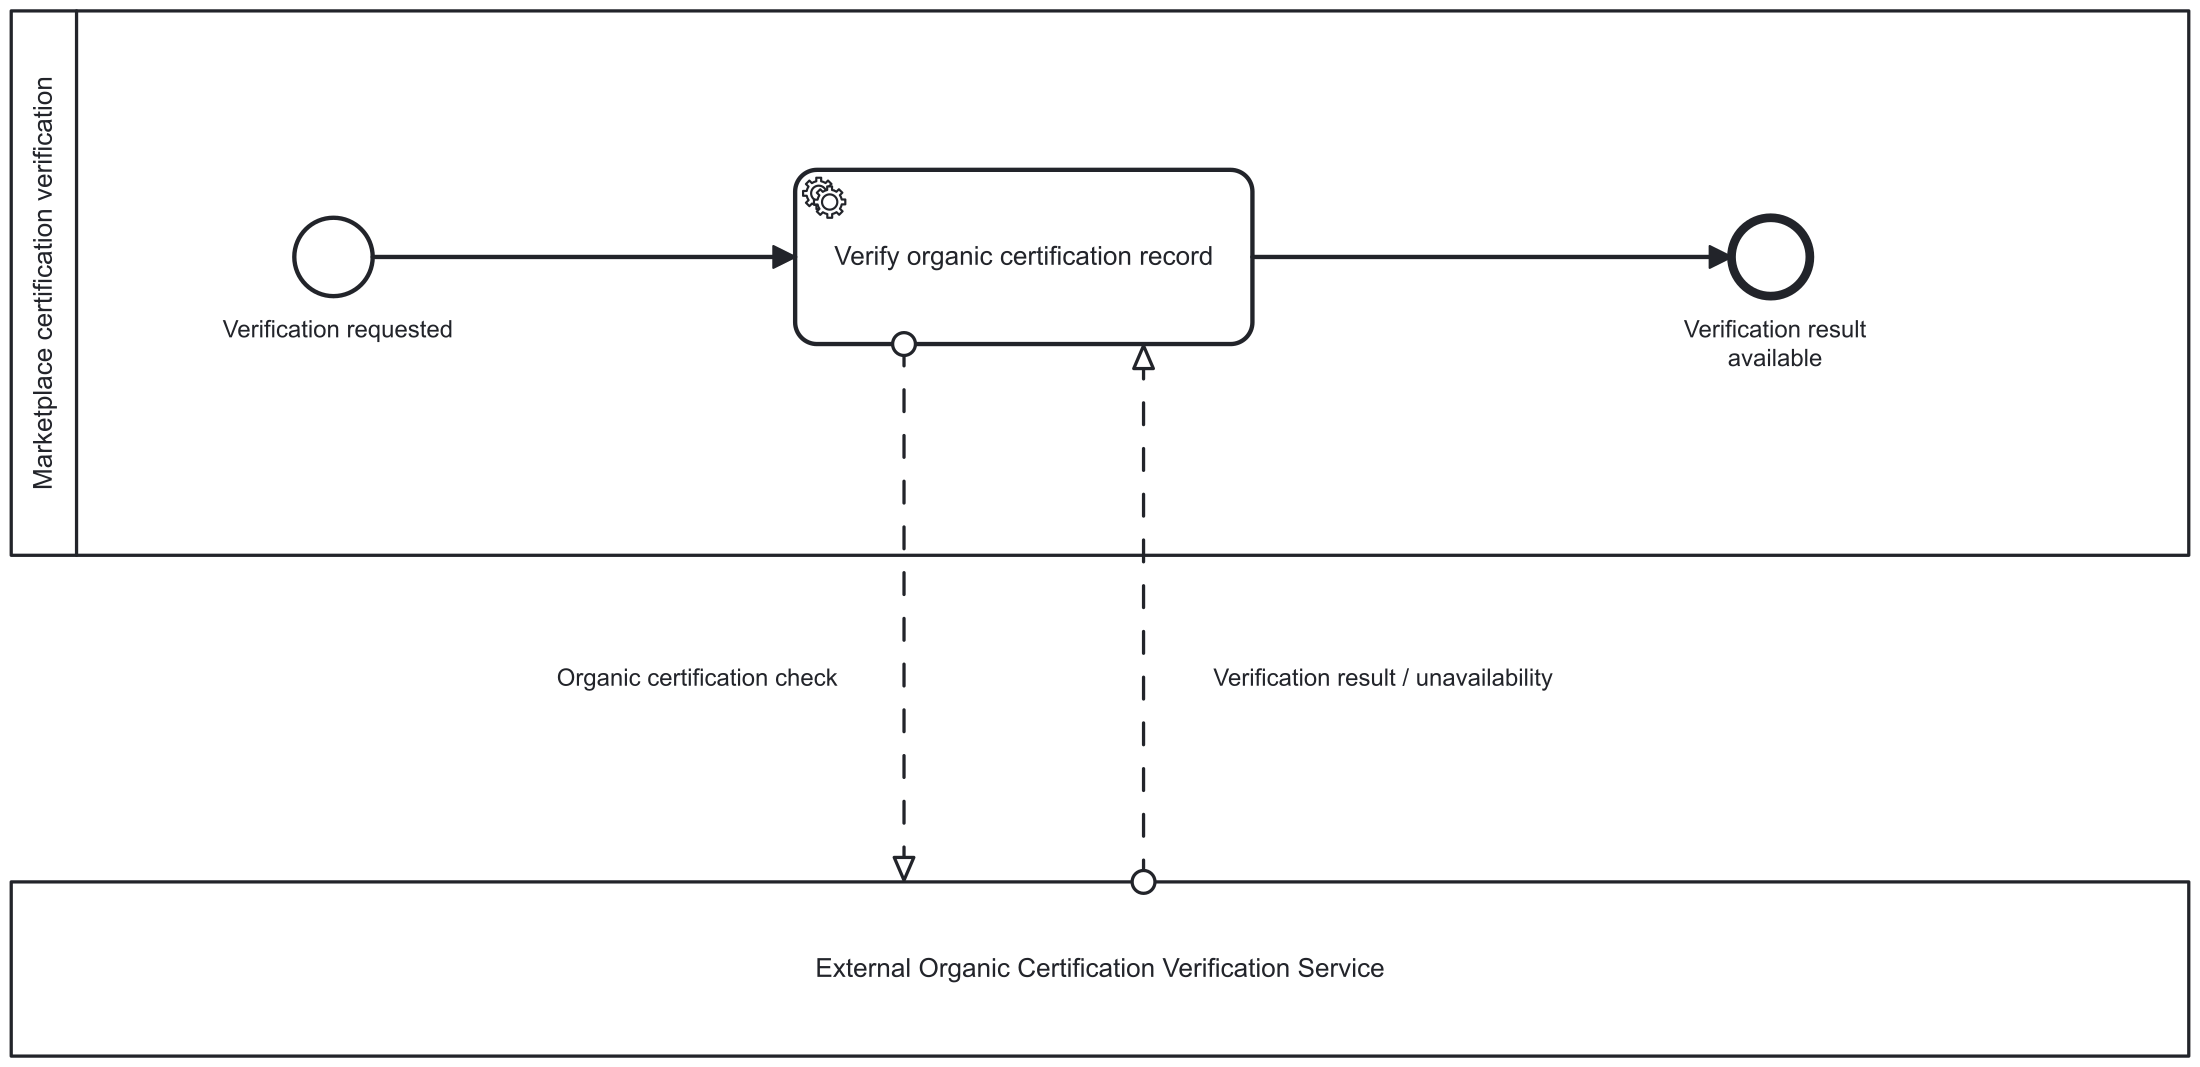 Marketplace certification verification
Verify organic certification record
Verification requested
Verification result
available
Organic certification check
Verification result / unavailability
External Organic Certification Verification Service